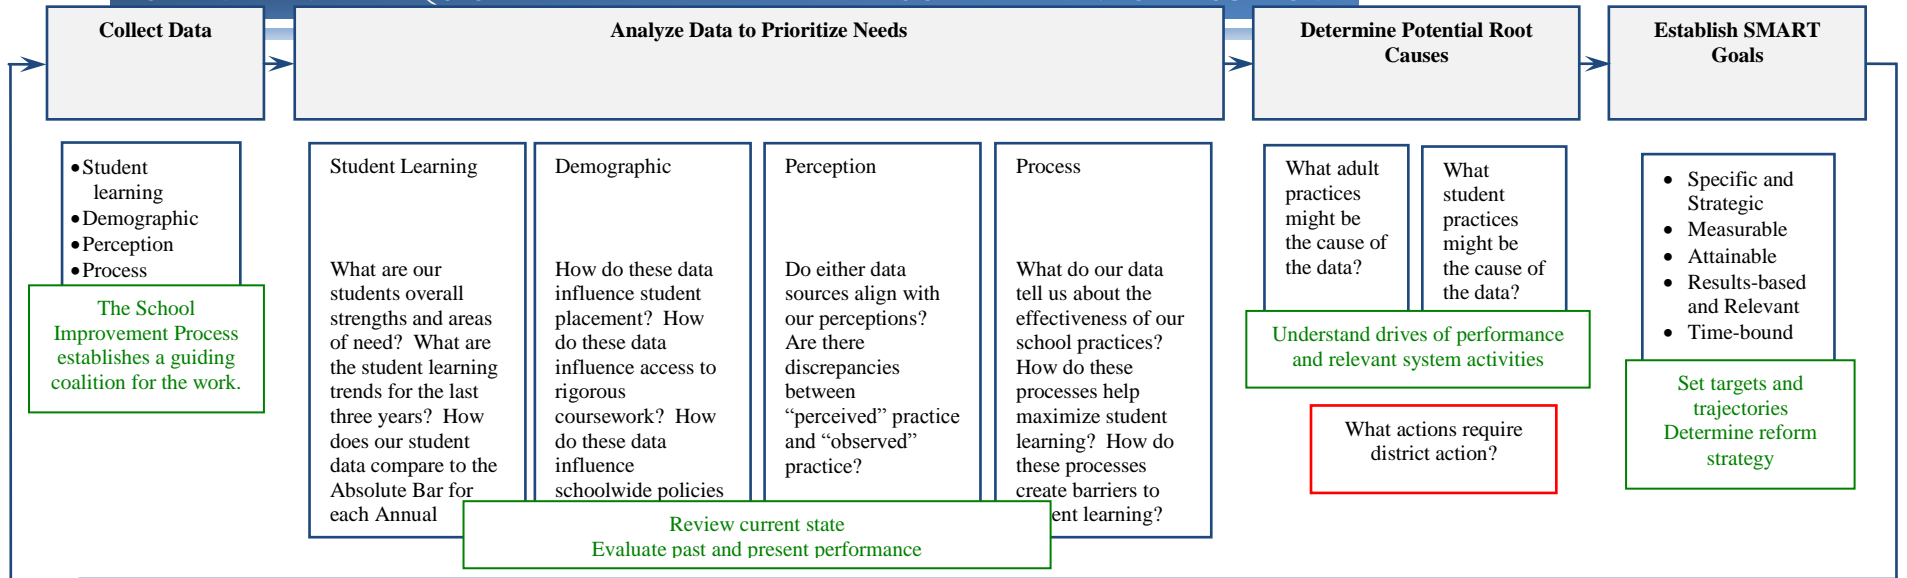 Collect Data
Analyze Data to Prioritize Needs
Determine Potential Root
Causes
Establish SMART
Goals
•Student
learning
•Demographic
•Perception
•Process
The School
Improvement Process
establishes a guiding
coalition for the work.
Student Learning
What are our
students overall
strengths and areas
of need? What are
the student learning
trends for the last
three years? How
does our student
data compare to the
Absolute Bar for
each Annual
Demographic
How do these data
influence student
placement? How
do these data
influence access to
rigorous
coursework? How
do these data
influence
schoolwide policies
Perception
Do either data
sources align with
our perceptions?
Are there
discrepancies
between
“perceived” practice
and “observed”
practice?
Process
What do our data
tell us about the
effectiveness of our
school practices?
How do these
processes help
maximize student
learning? How do
these processes
create barriers to
learning?
Review current state
Evaluate past and present performance
What adult
practices
might be
the cause of
the data?
What
student
practices
might be
the cause of
the data?
Understand drives of performance
and relevant system activities
What actions require
district action?
• Specific and
Strategic
• Measurable
• Attainable
• Results-based
and Relevant
• Time-bound
Set targets and
trajectories
Determine reform
strategy